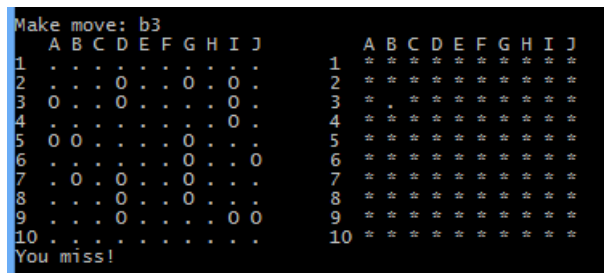 Make move: b3
A B C D E F G H I J A B C D E F G H I J
1 . . . . . . . . . . 1 * * * * * * * * * *
2 . . . O . . O . O . 2 * * * * * * * * * *
3 O . . O . . . . O . 3 * . * * * * * * * *
4 . . . . . . . . O . 4 * * * * * * * * * *
5 O O . . . . O . . . 5 * * * * * * * * * *
6 . . . . . . O . . O 6 * * * * * * * * * *
7 . O . O . . O . . . 7 * * * * * * * * * *
8 . . . O . . O . . . 8 * * * * * * * * * *
9 . . . O . . . . O O 9 * * * * * * * * * *
10 . . . . . . . . . . 10 * * * * * * * * * *
You miss!